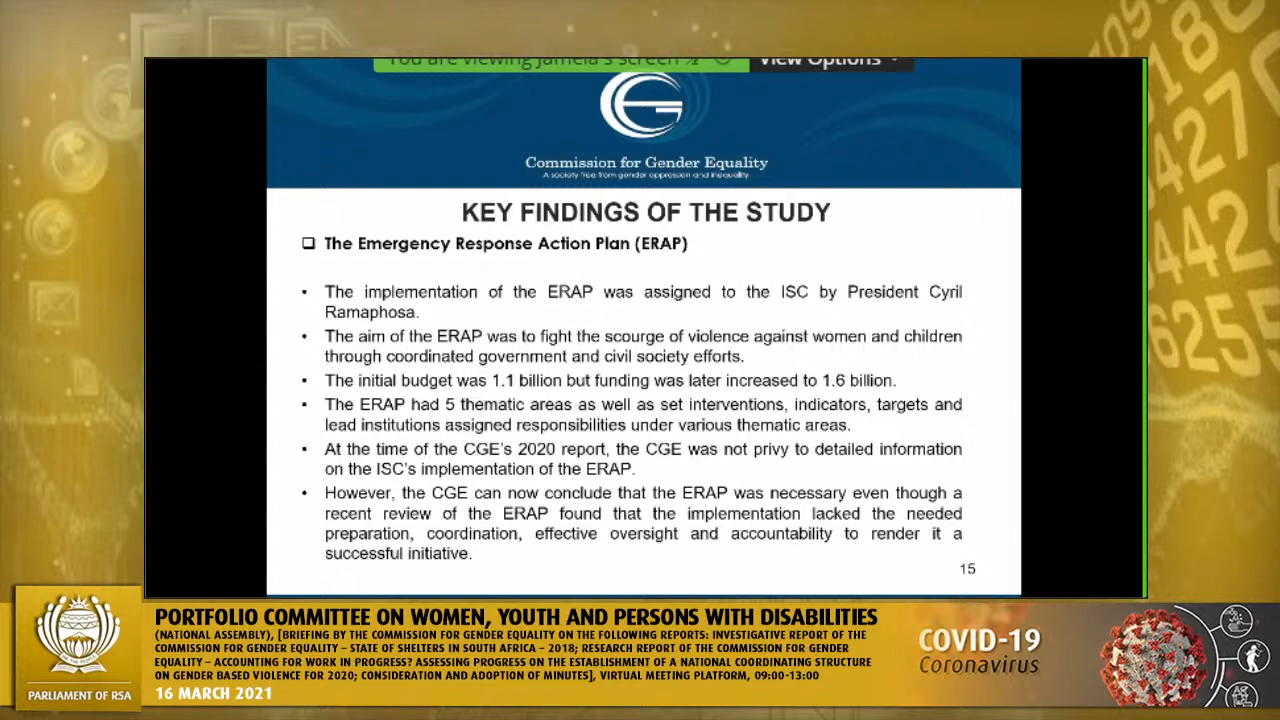 You are viewing Jamela's screen
View Options
Commission for Gender Equality
A society free from gender oppression and inequality
KEY FINDINGS OF THE STUDY
❑ The Emergency Response Action Plan (ERAP)
• The implementation of the ERAP was assigned to the ISC by President Cyril
Ramaphosa.
• The aim of the ERAP was to fight the scourge of violence against women and children
through coordinated government and civil society efforts.
• The initial budget was 1.1 billion but funding was later increased to 1.6 billion.
• The ERAP had 5 thematic areas as well as set interventions, indicators, targets and
lead institutions assigned responsibilities under various thematic areas.
• At the time of the CGE's 2020 report, the CGE was not privy to detailed information
on the ISC's implementation of the ERAP.
• However, the CGE can now conclude that the ERAP was necessary even though a
recent review of the ERAP found that the implementation lacked the needed
preparation, coordination, effective oversight and accountability to render it a
successful initiative.
15
PARLIAMENT OF RSA
PORTFOLIO COMMITTEE ON WOMEN, YOUTH AND PERSONS WITH DISABILITIES
(NATIONAL ASSEMBLY), [BRIEFING BY THE COMMISSION FOR GENDER EQUALITY ON THE FOLLOWING REPORTS: INVESTIGATIVE REPORT OF THE
COMMISSION FOR GENDER EQUALITY – STATE OF SHELTERS IN SOUTH AFRICA – 2018; RESEARCH REPORT OF THE COMMISSION FOR GENDER
EQUALITY – ACCOUNTING FOR WORK IN PROGRESS? ASSESSING PROGRESS ON THE ESTABLISHMENT OF A NATIONAL COORDINATING STRUCTURE
ON GENDER BASED VIOLENCE FOR 2020; CONSIDERATION AND ADOPTION OF MINUTES], VIRTUAL MEETING PLATFORM, 09:00-13:00
16 MARCH 2021
COVID-19
Coronavirus